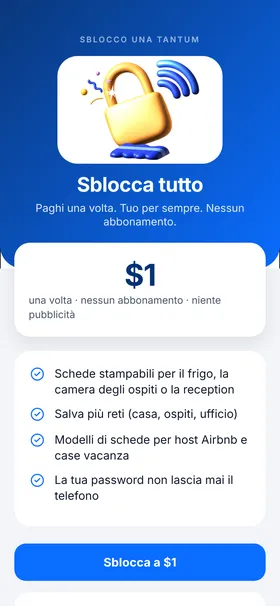 SBLOCCO UNA TANTUM
Sblocca tutto
Paghi una volta. Tuo per sempre. Nessun
abbonamento.
$1
una volta · nessun abbonamento · niente
pubblicità
Schede stampabili per il frigo, la
camera degli ospiti o la reception
Salva più reti (casa, ospiti, ufficio)
Modelli di schede per host Airbnb e
case vacanza
La tua password non lascia mai il
telefono
Sblocca a $1